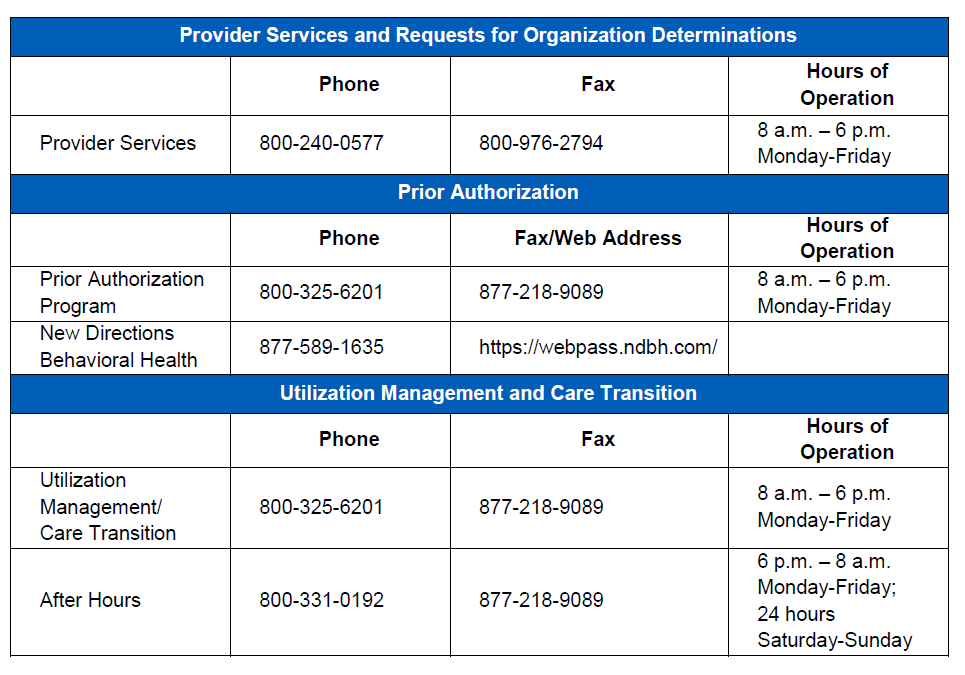 Provider Services and Requests for Organization Determinations
Phone
Fax
Hours of
Operation
Provider Services
800-240-0577
800-976-2794
8 a.m. – 6 p.m.
Monday-Friday
Prior Authorization
Phone
Fax/Web Address
Hours of
Operation
Prior Authorization
Program
800-325-6201
877-218-9089
8 a.m. – 6 p.m.
Monday-Friday
New Directions
Behavioral Health
877-589-1635
https://webpass.ndbh.com/
Utilization Management and Care Transition
Phone
Fax
Hours of
Operation
Utilization
Management/
Care Transition
800-325-6201
877-218-9089
8 a.m. – 6 p.m.
Monday-Friday
After Hours
800-331-0192
877-218-9089
6 p.m. – 8 a.m.
Monday-Friday;
24 hours
Saturday-Sunday